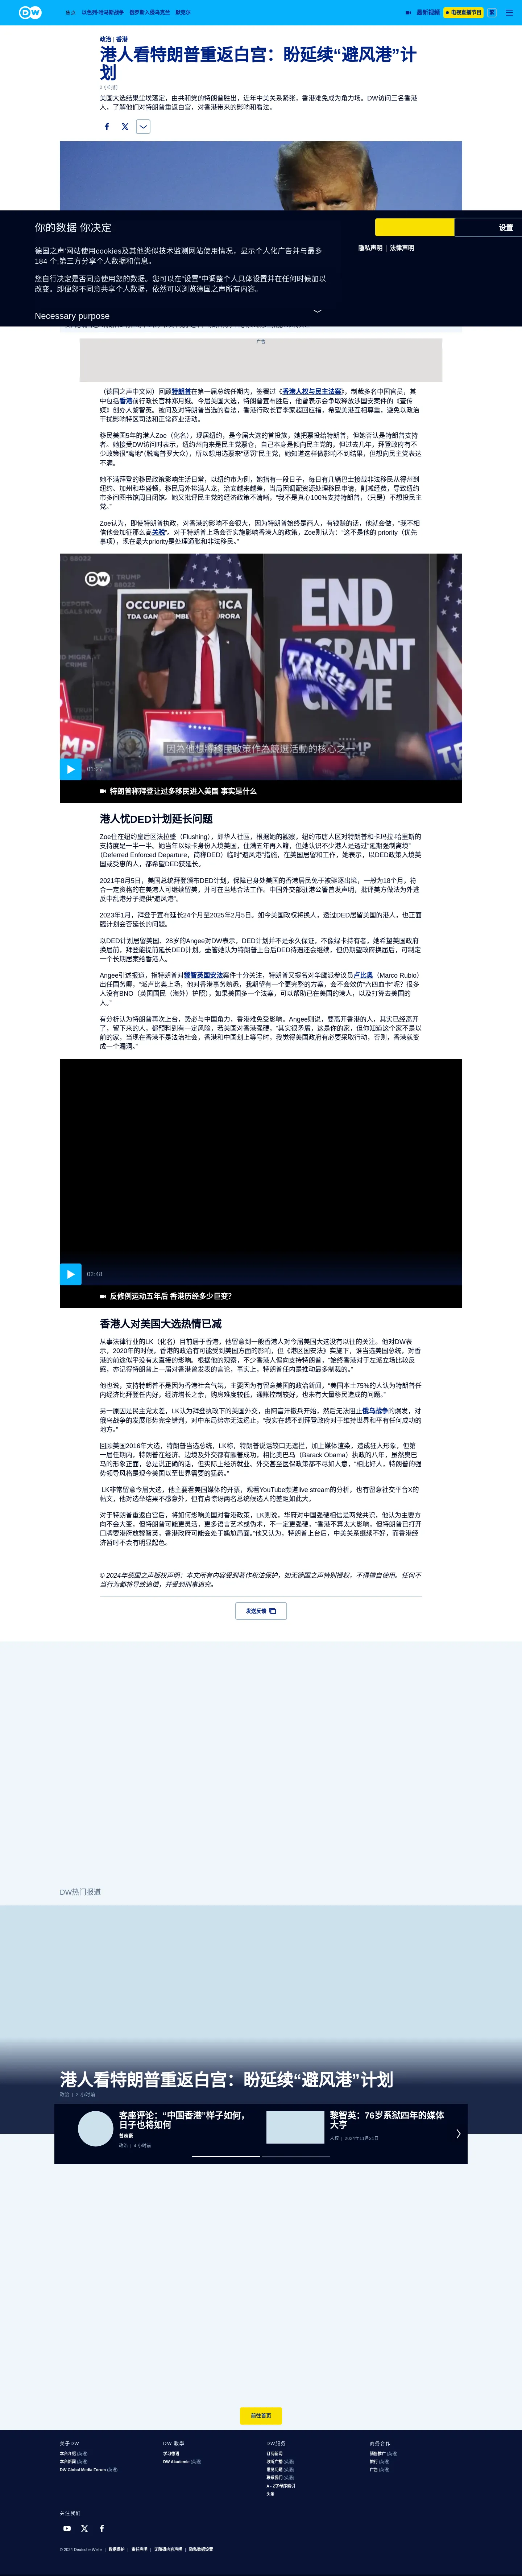 DW
焦点
以色列-哈马斯战争
俄罗斯入侵乌克兰
德国作
最新视频
电视直播节目
繁
政治 | 香港
港人看特朗普重返白宫：盼延续“避风港”计划
2 小时前
美国大选结果尘埃落定，由共和党的特朗普胜出，近年中美关系紧张，香港难免成为角力场。DW访问三名香港人，了解他们对特朗普重返白宫，对香港带来的影响和看法。
你的数据 你决定
设置
隐私声明 | 法律声明
德国之声'网站使用cookies及其他类似技术监测网站使用情况，显示个人化广告并与最多 184 个;第三方分享个人数据和信息。
您自行决定是否同意使用您的数据。您可以在“设置”中调整个人具体设置并在任何时候加以改变。即便您不同意共享个人数据，依然可以浏览德国之声所有内容。
Necessary purpose
广告
（德国之声中文网）回顾特朗普在第一届总统任期内，签署过《香港人权与民主法案》，制裁多名中国官员，其中包括香港前行政长官林郑月娥。今届美国大选，特朗普宣布胜后，他曾表示会争取释放涉国安案件的《壹传媒》创办人黎智英。被问及对特朗普当选的看法，香港行政长官李家超回应指，希望美港互相尊重，避免以政治干扰影响特区司法和正常商业活动。
移民美国5年的港人Zoe（化名），现居纽约，是今届大选的首投族，她把票投给特朗普，但她否认是特朗普支持者。她接受DW访问时表示，纽约州向来是民主党票仓，自己本身是倾向民主党的，但过去几年，拜登政府有不少政策很“离地”（脱离普罗大众），所以想用选票来“惩罚”民主党，她知道这样做影响不到结果，但想向民主党表达不满。
她不满拜登的移民政策影响生活日常，以纽约市为例，她指有一段日子，每日有几辆巴士接载非法移民从得州到纽约、加州和华盛顿，移民局外排满人龙，治安越来越差，当局因调配资源处理移民申请，削减经费，导致纽约市多间图书馆周日闭馆。她又批评民主党的经济政策不清晰，“我不是真心100%支持特朗普，（只是）不想投民主党。”
Zoe认为，即使特朗普执政，对香港的影响不会很大，因为特朗普始终是商人，有钱赚的话，他就会做，“我不相信他会加征那么高关税”。对于特朗普上场会否实施影响香港人的政策，Zoe则认为：“这不是他的 priority（优先事项），现在最大priority是处理通胀和非法移民。”
因為他想將移民政策作為競選活動的核心之一
01:27
特朗普称拜登让过多移民进入美国 事实是什么
港人忧DED计划延长问题
Zoe住在纽约皇后区法拉盛（Flushing），即华人社區，根据她的觀察，纽约市唐人区对特朗普和卡玛拉·哈里斯的支持度是一半一半。她当年以绿卡身份入境美国，住满五年再入籍，但她认识不少港人是透过“延期强制离境”（Deferred Enforced Departure，简称DED）临时“避风港”措施，在美国居留和工作，她表示，以DED政策入境美国或受惠的人，都希望DED获延长。
2021年8月5日，美国总统拜登颁布DED计划，保障已身处美国的香港居民免于被驱逐出境，一般为18个月，符合一定资格的在美港人可继续留美，并可在当地合法工作。中国外交部驻港公署曾发声明，批评美方做法为外逃反中乱港分子提供“避风港”。
2023年1月，拜登于宣布延长24个月至2025年2月5日。如今美国政权将换人，透过DED居留美国的港人，也正面临计划会否延长的问题。
以DED计划居留美国、28岁的Angee对DW表示，DED计划并不是永久保证，不像绿卡持有者，她希望美国政府换届前，拜登能提前延长DED计划。盧管她认为特朗普上台后DED待遇还会继续，但仍期望政府换届前可延长，一定利一个长期居案给香港人。
Angee引述报道，指特朗普对黎智英国安法案件十分关注，特朗普又提名对华鹰派参议员卢比奥（Marco Rubio）出任国务卿，“派卢比奥上场，他对香港事务熟悉，我期望有一个更完整的方案，会不会效仿‘六四血卡’呢？很多人没有BNO（英国国民（海外）护照），如果美国多一个法案，可以帮助已在美国的港人，以及打算去美国的人。”
有分析认为特朗普再次上台，势必与中国角力，香港难免受影响。Angee则说，要离开香港的人，其实已经离开了，留下来的人，都预料到有一定风险，若美国对香港强硬，“其实很矛盾，这是你的家，但你知道这个家不是以前的家，当现在香港不是法治社会，香港和中国划上等号时，我觉得美国政府有必要采取行动，否则，香港就变成一个漏洞。”
02:48
反修例运动五年后 香港历经多少巨变？
香港人对美国大选热情已减
从事法律行业的LK（化名）目前居于香港，他留意到一般香港人对今届美国大选没有以往的关注。他对DW表示，2020年的时候，香港的政治有可能受到美国方面的影响，但《港区国安法》实施下，谁当选美国总统，对香港的前途似乎没有太直接的影响。根据他的观察，不少香港人偏向支持特朗普，“始终香港对于左派立场比较反感，亦记得特朗普上一届对香港曾发表的言论，事实上，特朗普在任内是推动最多制裁的。”
他也说，支持特朗普不是因为香港社会气氛，主要因为有留意美国的政治新闻，“美国本土75%的人认为特朗普任内经济比拜登任内好，经济增长之余，购房难度较低，通账控制较好，也未有大量移民造成的问题。”
另一原因是民主党太差，LK认为拜登执政下的美国外交，由阿富汗撤兵开始，然后无法阻止俄乌战争的爆发，对俄乌战争的发展形势完全错判，对中东局势亦无法遏止，“我实在想不到拜登政府对于维持世界和平有任何成功的地方。”
回顾美国2016年大选，特朗普当选总统，LK称，特朗普说话较口无遮拦，加上媒体渲染，造成狂人形象，但第一届任期内，特朗普在经济、边境及外交都有顯著成功，相比奥巴马（Barack Obama）执政的八年，虽然奥巴马的形象正面，总是说正确的话，但实际上经济就业、外交甚至医保政策都不尽如人意，“相比好人，特朗普的强势领导风格是现今美国以至世界需要的猛药。”
LK非常留意今届大选，他主要看美国媒体的开票，观看YouTube频道live stream的分析，也有留意社交平台X的帖文，他对选举结果不感意外，但有点惊讶两名总统候选人的差距如此大。
对于特朗普重返白宫后，将如何影响美国对香港政策，LK则说，华府对中国强硬相信是两党共识，他认为主要方向不会太变，特朗普可能更灵活，更多语言艺术或伪术，不一定更强硬，“香港不算太大影响，但特朗普已打开口牌要港府放黎智英，香港政府可能会处于尴尬局面。”他又认为，特朗普上台后，中美关系继续不好，而香港经济暂时不会有明显起色。
© 2024年德国之声版权声明：本文所有内容受到著作权法保护，如无德国之声特别授权，不得擅自使用。任何不当行为都将导致追偿，并受到刑事追究。
发送反馈
DW热门报道
港人看特朗普重返白宫：盼延续“避风港”计划
政治 | 2 小时前
客座评论：“中国香港”样子如何，日子也将如何
曾志豪
政治 | 4 小时前
黎智英：76岁系狱四年的媒体大亨
人权 | 2024年11月21日
前往首页
关于DW
本台介绍 (英语)
本台新闻 (英语)
DW Global Media Forum (英语)
DW 教學
学习德语
DW Akademie (英语)
DW服务
订阅新闻
收听广播 (英语)
常见问题 (英语)
联系我们 (英语)
A - Z字母序索引
头条
商务合作
销售推广 (英语)
旅行 (英语)
广告 (英语)
关注我们
© 2024 Deutsche Welle | 数据保护 | 责任声明 | 无障碍内容声明 | 隐私数据设置